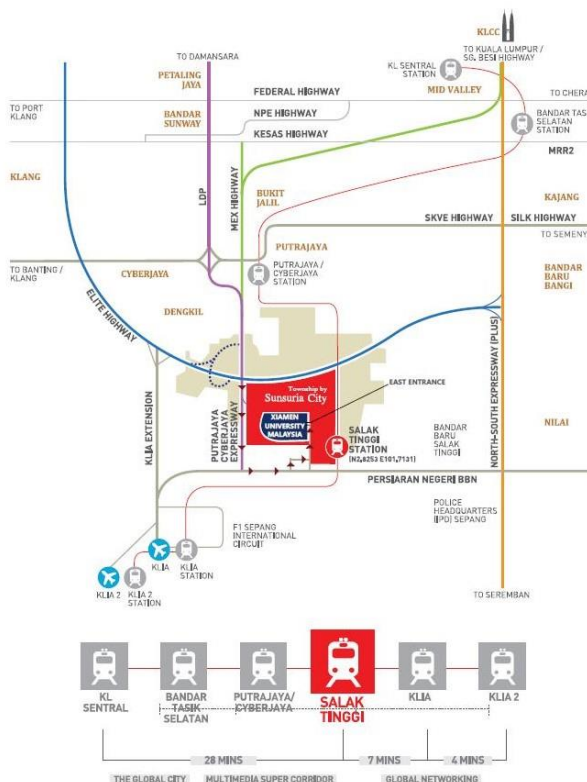 KLCC
TO KUALA LUMPUR /
SG. BESI HIGHWAY
TO DAMANSARA
KL SENTRAL
STATION
PETALING
JAYA
MID VALLEY
FEDERAL HIGHWAY
TO CHERA
TO PORT
KLANG
BANDAR
SUNWAY
NPE HIGHWAY
BANDAR TAS
SELATAN
STATION
KESAS HIGHWAY
MRR2
KLANG
LDP
MEX HIGHWAY
BUKIT
JALIL
KAJANG
SKVE HIGHWAY
SILK HIGHWAY
TO SEMENY
PUTRAJAYA
TO BANTING /
KLANG
CYBERJAYA
PUTRAJAYA /
CYBERJAYA
STATION
BANDAR
BARU
BANGI
ELITE HIGHWAY
DENGKIL
NORTH-SOUTH EXPRESSWAY (PLUS)
EAST ENTRANCE
Township by
Sunsuria City
XIAMEN
UNIVERSITY
MALAYSIA
KLIA EXTENSION
PUTRAJAYA
CYBERJAYA
EXPRESSWAY
SALAK
TINGGI
STATION
(N2.8253 E101.7131)
BANDAR
BARU
SALAK
TINGGI
NILAI
PERSIARAN NEGERI BBN
POLICE
HEADQUARTERS
(IPD) SEPANG
F1 SEPANG
INTERNATIONAL
CIRCUIT
KLIA
KLIA
STATION
KLIA 2
KLIA 2
STATION
TO SEREMBAN
KL
SENTRAL
BANDAR
TASIK
SELATAN
PUTRAJAYA/
CYBERJAYA
SALAK
TINGGI
KLIA
KLIA 2
28 MINS
7 MINS
4 MINS
THE GLOBAL CITY
MULTIMEDIA SUPER CORRIDOR
GLOBAL NETWORKING